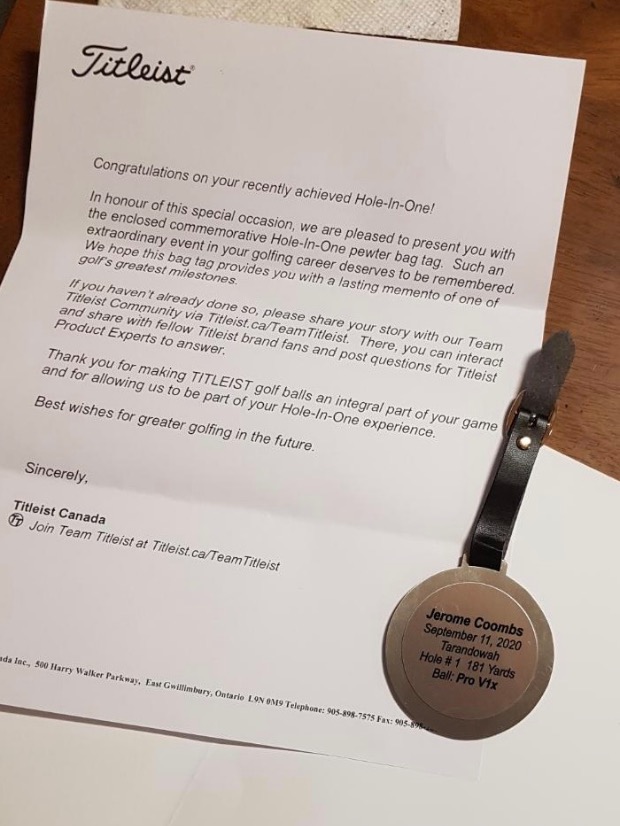 Titleist®
Congratulations on your recently achieved Hole-In-One!
In honour of this special occasion, we are pleased to present you with
the enclosed commemorative Hole-In-One pewter bag tag. Such an
extraordinary event in your golfing career deserves to be remembered.
We hope this bag tag provides you with a lasting memento of one of
golf's greatest milestones.
If you haven't already done so, please share your story with our Team
Titleist Community via Titleist.ca/TeamTitleist. There, you can interact
and share with fellow Titleist brand fans and post questions for Titleist
Product Experts to answer.
Thank you for making TITLEIST golf balls an integral part of your game
and for allowing us to be part of your Hole-In-One experience.
Best wishes for greater golfing in the future.
Sincerely,
Titleist Canada
Join Team Titleist at Titleist.ca/TeamTitleist
Inc., 500 Harry Walker Parkway, East Gwillimbury, Ontario L9N 0M9 Telephone: 905-898-7575 Fax:
Jerome Coombs
September 11, 2020
Tarandowah
Hole # 1 181 Yards
Ball: Pro V1x